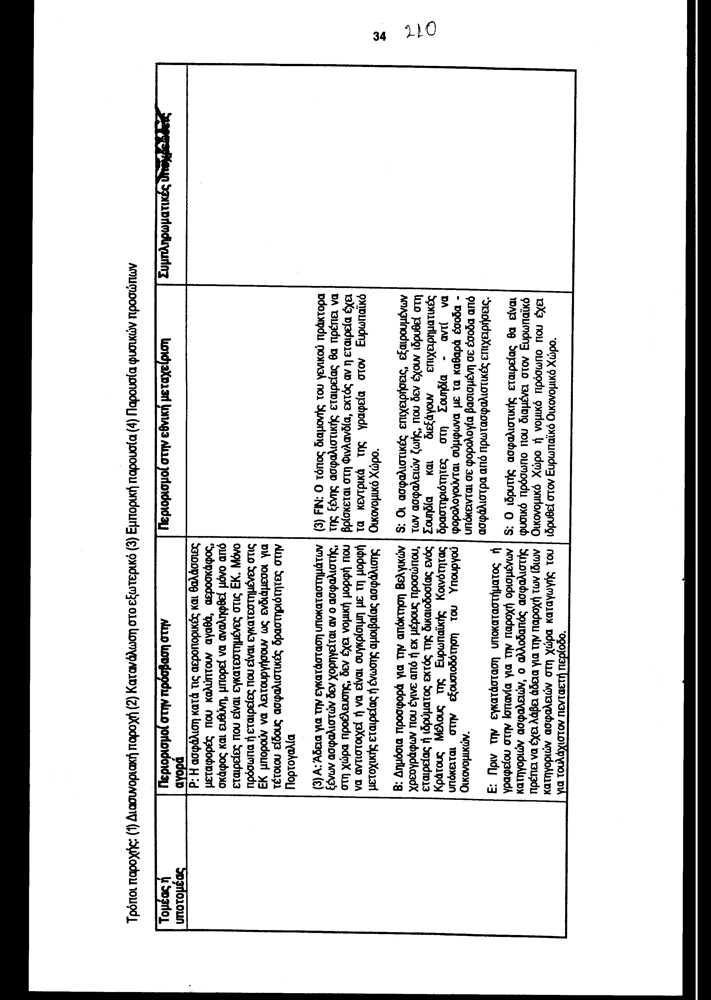 34
210
Τρόποι παροχής: (1) Διασυνοριακή παροχή (2) Κατανάλωση στο εξωτερικό (3) Εμπορική παρουσία (4) Παρουσία φυσικών προσώπων
Τομέας ή
υποτομέας
Περιορισμοί στην πρόσβαση στην
αγορά
Περιορισμοί στην εθνική μεταχείριση
Συμπληρωματικές υποχρεώσεις
P: Η ασφάλιση κατά τις αεροπορικές και θαλάσσιες
μεταφορές που καλύπτουν αγαθά, αεροσκάφος,
σκάφος και ευθύνη, μπορεί να αναληφθεί μόνο από
εταιρείες που είναι εγκατεστημένες στις ΕΚ. Μόνο
πρόσωπα ή εταιρείες που είναι εγκατεστημένες στις
ΕΚ μπορούν να λειτουργήσουν ως ενδιάμεσοι για
τέτοιου είδους ασφαλιστικές δραστηριότητες στην
Πορτογαλία
(3) A: Άδεια για την εγκατάσταση υποκαταστημάτων
ξένων ασφαλιστών δεν χορηγείται αν ο ασφαλιστής,
στη χώρα προέλευσης, δεν έχει νομική μορφή που
να αντιστοιχεί ή να είναι συγκρίσιμη με τη μορφή
μετοχικής εταιρείας ή ένωσης αμοιβαίας ασφάλισης
B: Δημόσια προσφορά για την απόκτηση Βελγικών
χρεογράφων που έγινε από ή εκ μέρους προσώπου,
εταιρείας ή ιδρύματος εκτός της δικαιοδοσίας ενός
Κράτους Μέλους της Ευρωπαϊκής Κοινότητας
υπόκειται στην εξουσιοδότηση του Υπουργού
Οικονομικών.
E: Πριν την εγκατάσταση υποκαταστήματος ή
γραφείου στην Ισπανία για την παροχή ορισμένων
κατηγοριών ασφαλειών, ο αλλοδαπός ασφαλιστής
πρέπει να έχει λάβει άδεια για την παροχή των ίδιων
κατηγοριών ασφαλειών στη χώρα καταγωγής του
για τουλάχιστον πενταετή περίοδο.
(3) FIN: Ο τόπος διαμονής του γενικού πράκτορα
της ξένης ασφαλιστικής εταιρείας θα πρέπει να
βρίσκεται στη Φινλανδία, εκτός αν η εταιρεία έχει
τα κεντρικά της γραφεία στον Ευρωπαϊκό
Οικονομικό Χώρο.
S: Οι ασφαλιστικές επιχειρήσεις, εξαιρουμένων
των ασφαλειών ζωής, που δεν έχουν ιδρυθεί στη
Σουηδία και διεξάγουν επιχειρηματικές
δραστηριότητες στη Σουηδία - αντί να
φορολογούνται σύμφωνα με τα καθαρά έσοδα -
υπόκεινται σε φορολογία βασισμένη σε έσοδα από
ασφάλιστρα από πρωτασφαλιστικές επιχειρήσεις.
S: Ο ιδρυτής ασφαλιστικής εταιρείας θα είναι
φυσικό πρόσωπο που διαμένει στον Ευρωπαϊκό
Οικονομικό Χώρο ή νομικό πρόσωπο που έχει
ιδρυθεί στον Ευρωπαϊκό Οικονομικό Χώρο.